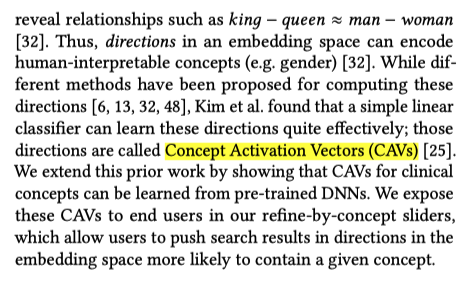 reveal relationships such as king – queen ≈ man – woman
[32]. Thus, directions in an embedding space can encode
human-interpretable concepts (e.g. gender) [32]. While dif-
ferent methods have been proposed for computing these
directions [6, 13, 32, 48], Kim et al. found that a simple linear
classifier can learn these directions quite effectively; those
directions are called Concept Activation Vectors (CAVs) [25].
We extend this prior work by showing that CAVs for clinical
concepts can be learned from pre-trained DNNs. We expose
these CAVs to end users in our refine-by-concept sliders,
which allow users to push search results in directions in the
embedding space more likely to contain a given concept.